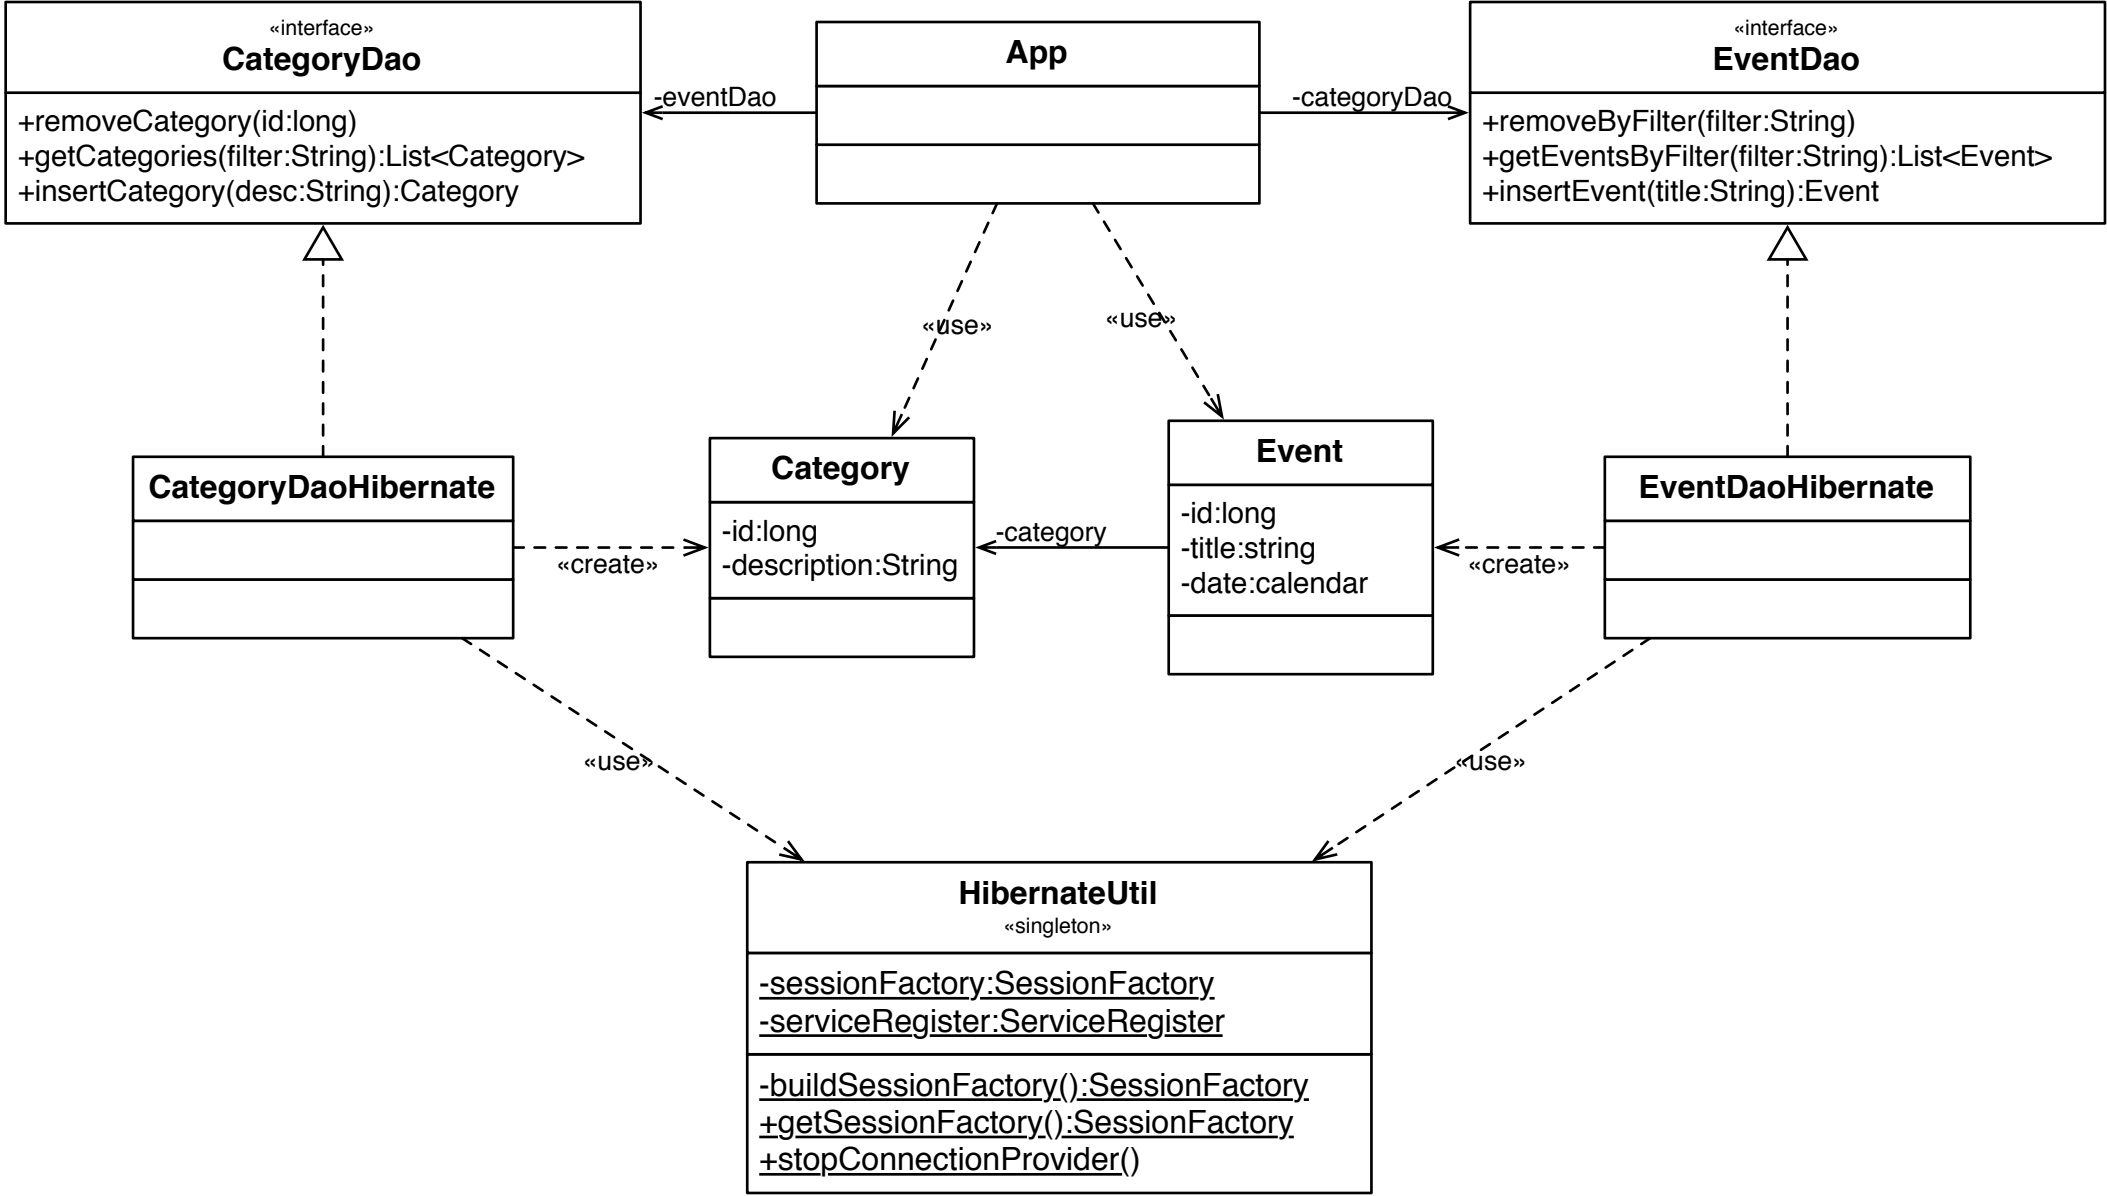 «interface»
CategoryDao
+removeCategory(id:long)
+getCategories(filter:String):List<Category>
+insertCategory(desc:String):Category
-eventDao
App
-categoryDao
«interface»
EventDao
+removeByFilter(filter:String)
+getEventsByFilter(filter:String):List<Event>
+insertEvent(title:String):Event
«use»
«use»
CategoryDaoHibernate
«create»
Category
-id:long
-description:String
-category
Event
-id:long
-title:string
-date:calendar
«create»
EventDaoHibernate
«use»
«use»
HibernateUtil
«singleton»
-sessionFactory:SessionFactory
-serviceRegister:ServiceRegister
-buildSessionFactory():SessionFactory
+getSessionFactory():SessionFactory
+stopConnectionProvider()